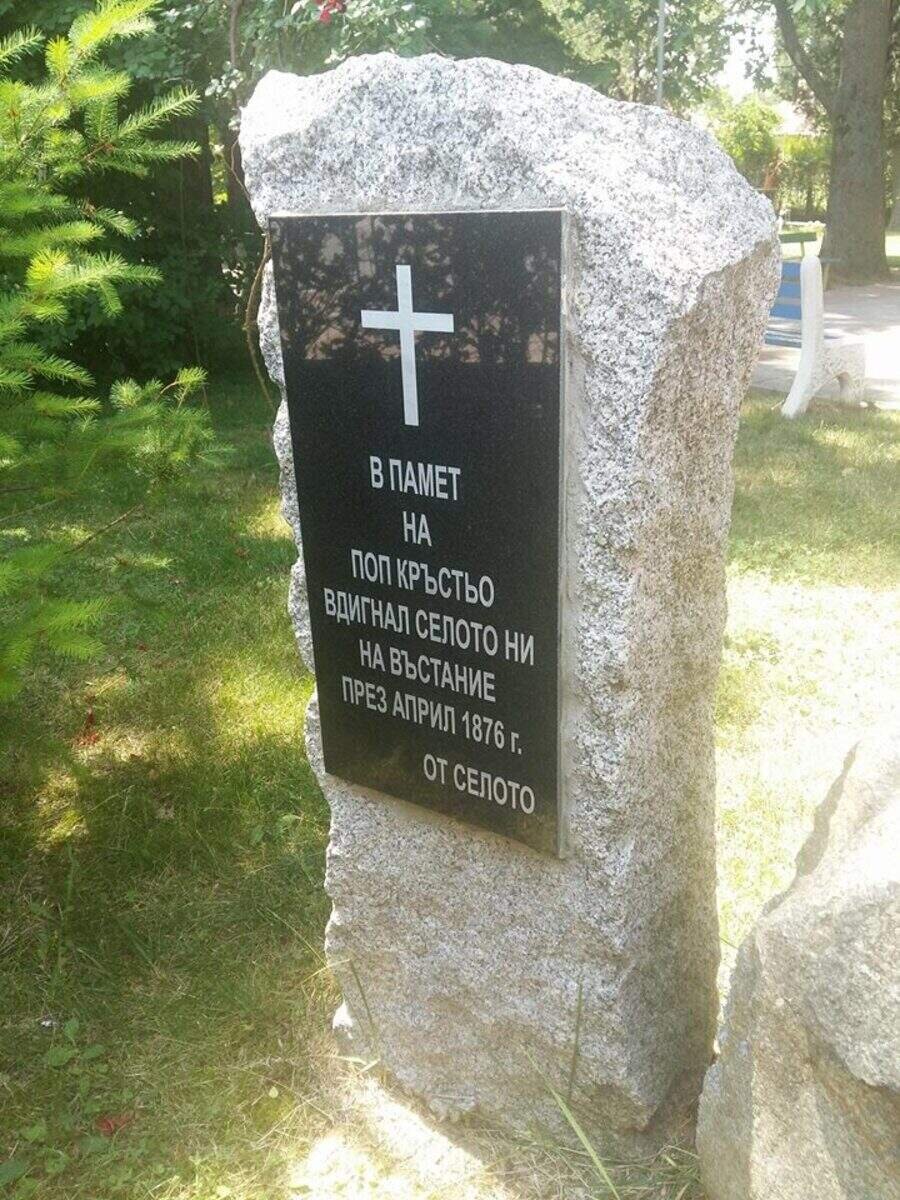 В ПАМЕТ
НА
ПОП КРЪСТЬО
ВДИГНАЛ СЕЛОТО НИ
НА ВЪСТАНИЕ
ПРЕЗ АПРИЛ 1876 г.
ОТ СЕЛОТО